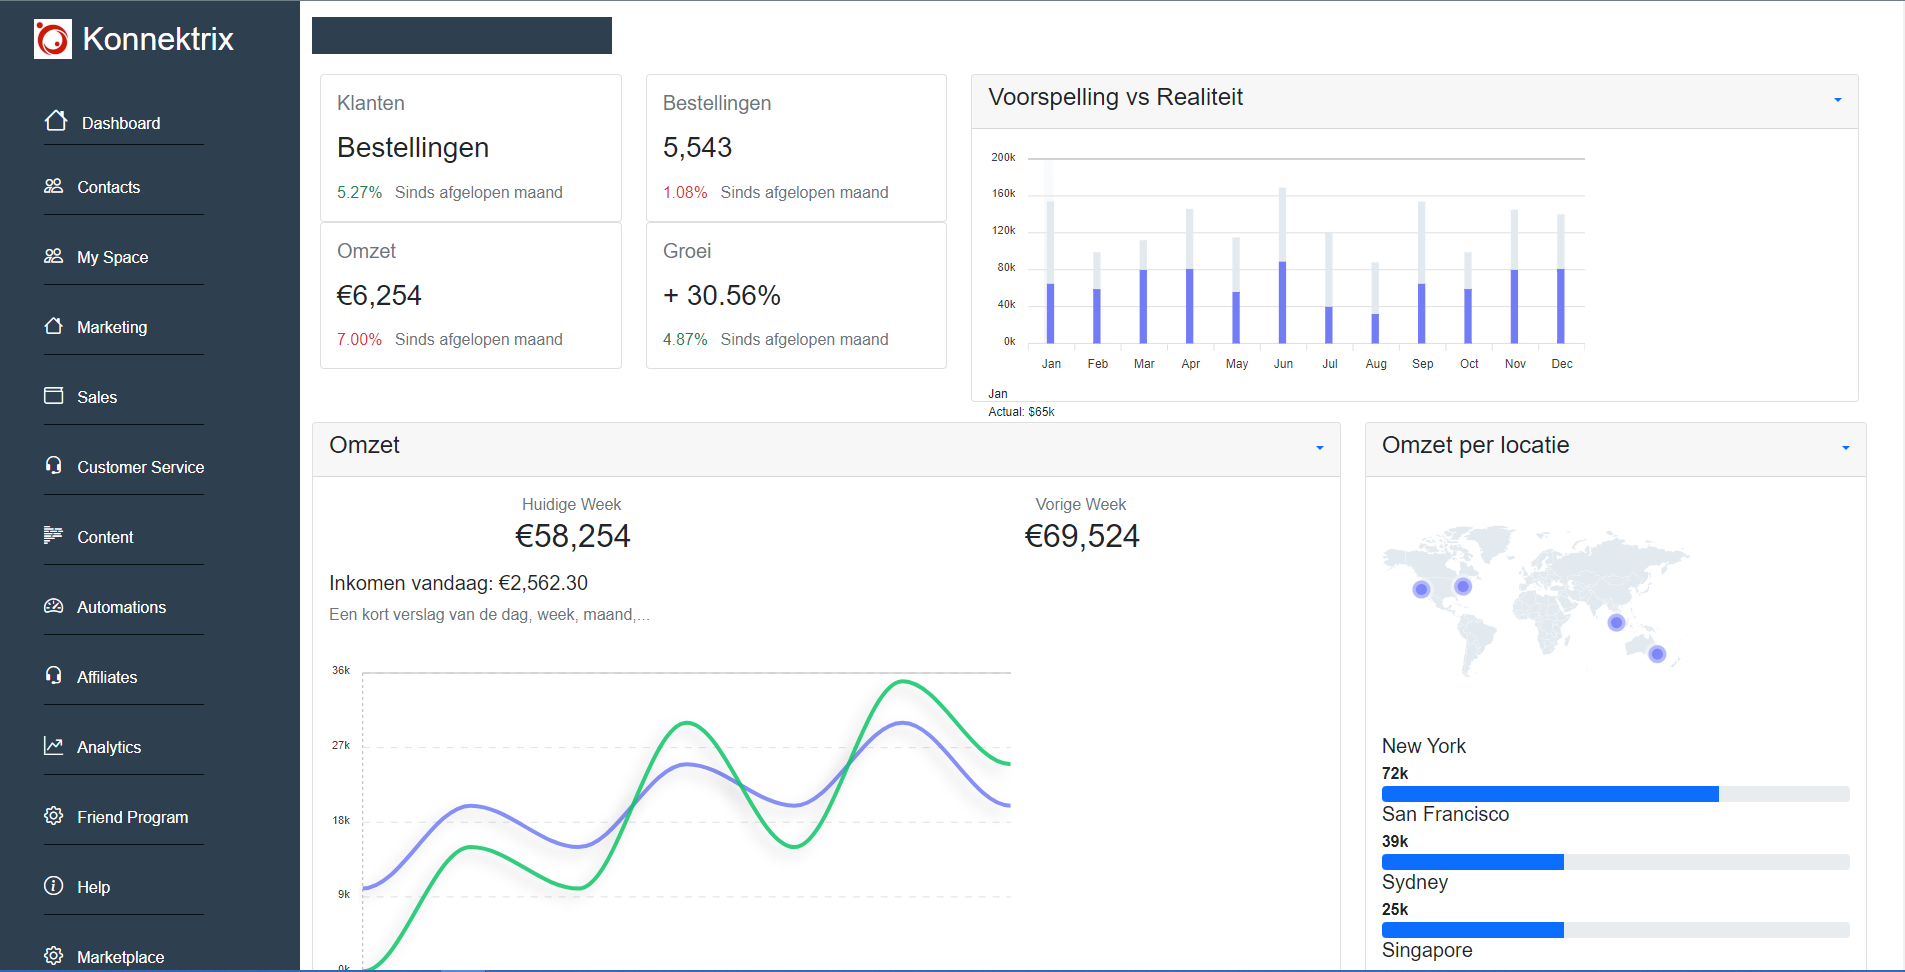 Konnektrix
Dashboard
Contacts
My Space
Marketing
Sales
Customer Service
Content
Automations
Affiliates
Analytics
Friend Program
Help
Marketplace
Klanten
Bestellingen
5.27% Sinds afgelopen maand
Bestellingen
5,543
1.08% Sinds afgelopen maand
Omzet
€6,254
7.00% Sinds afgelopen maand
Groei
+ 30.56%
4.87% Sinds afgelopen maand
Voorspelling vs Realiteit
200k
160k
120k
80k
40k
0k
Jan Feb Mar Apr May Jun Jul Aug Sep Oct Nov Dec
Jan
Actual: $65k
Omzet
Huidige Week
€58,254
Vorige Week
€69,524
Inkomen vandaag: €2,562.30
Een kort verslag van de dag, week, maand,...
36k
27k
18k
9k
0k
Omzet per locatie
New York
72k
San Francisco
39k
Sydney
25k
Singapore